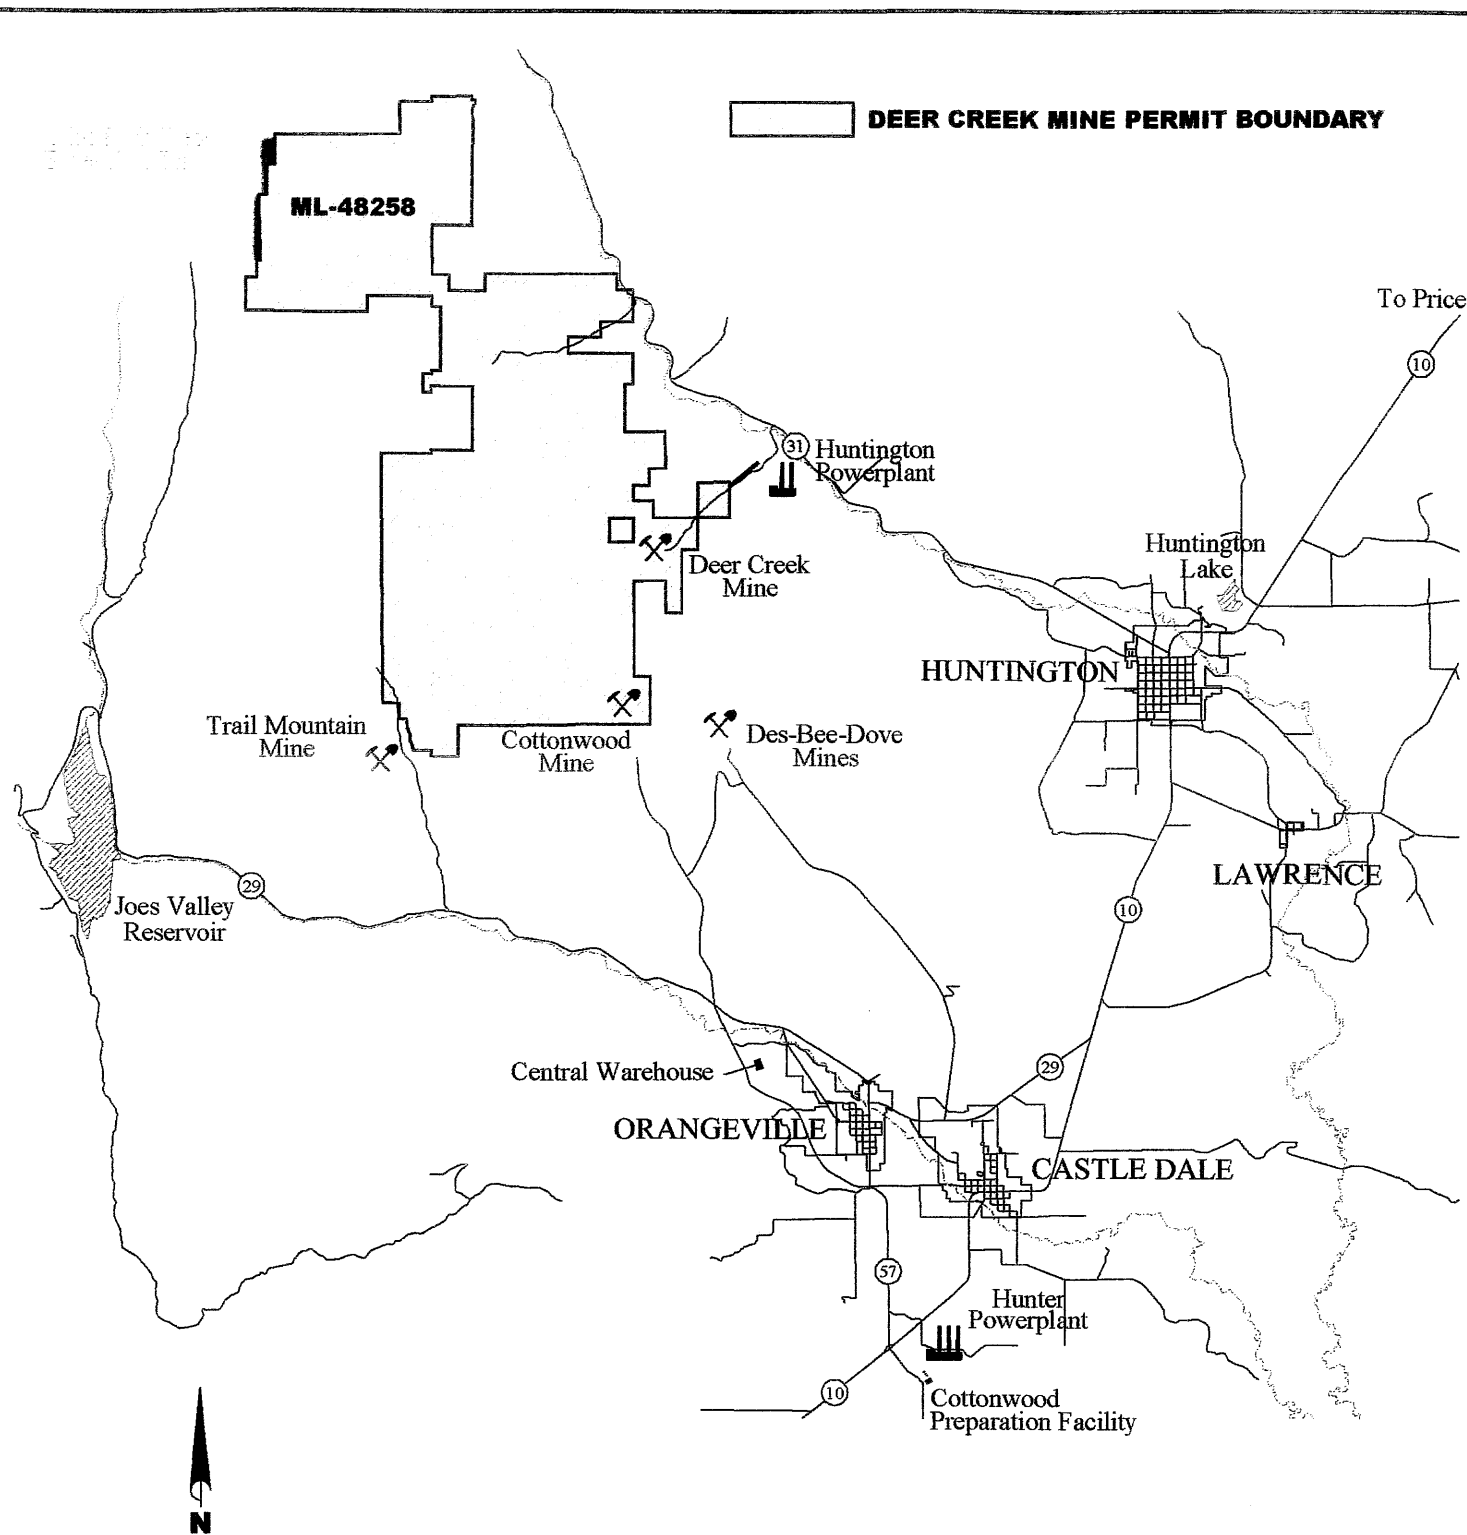 DEER CREEK MINE PERMIT BOUNDARY
ML-48258
To Price
10
31
Huntington
Powerplant
Huntington
Lake
Deer Creek
Mine
HUNTINGTON
Trail Mountain
Mine
Cottonwood
Mine
Des-Bee-Dove
Mines
LAWRENCE
29
Joes Valley
Reservoir
10
Central Warehouse
29
ORANGEVILLE
CASTLE DALE
57
Hunter
Powerplant
10
Cottonwood
Preparation Facility
N